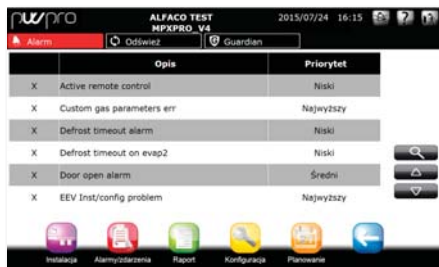 pwpro
ALFACO TEST
MPXPRO_V4
2015/07/24 16:15
Alarm
Odśwież
Guardian
Opis
Priorytet
X Active remote control Niski
X Custom gas parameters err Najwyższy
X Defrost timeout alarm Niski
X Defrost timeout on evap2 Niski
X Door open alarm Średni
X EEV Inst/config problem Najwyższy
Instalacja
Alarmy/zdarzenia
Raport
Konfiguracja
Planowanie